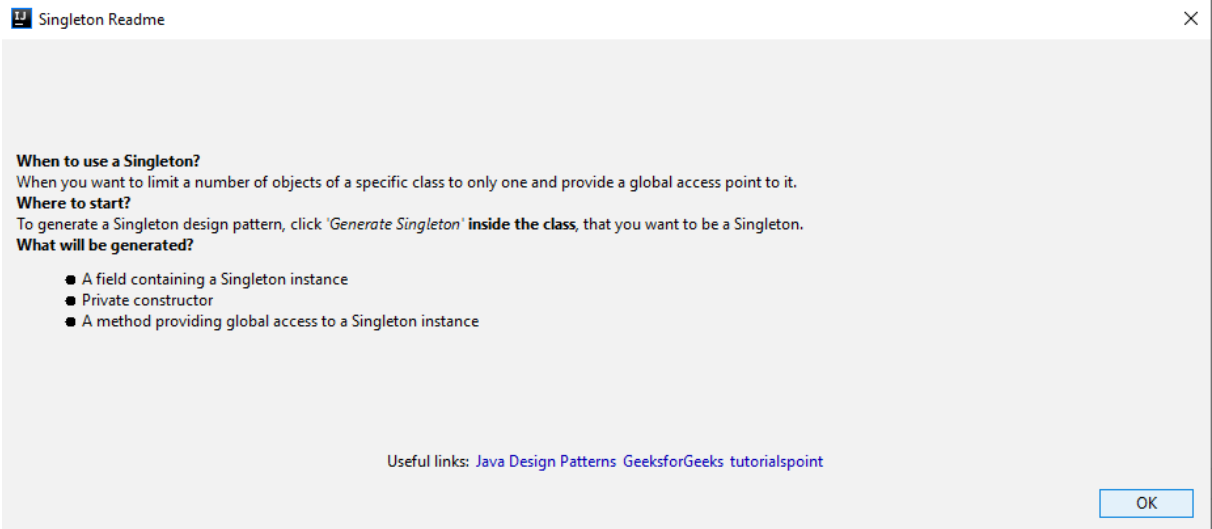 IJ Singleton Readme
When to use a Singleton?
When you want to limit a number of objects of a specific class to only one and provide a global access point to it.
Where to start?
To generate a Singleton design pattern, click 'Generate Singleton' inside the class, that you want to be a Singleton.
What will be generated?
A field containing a Singleton instance
Private constructor
A method providing global access to a Singleton instance
Useful links: Java Design Patterns GeeksforGeeks tutorialspoint
OK